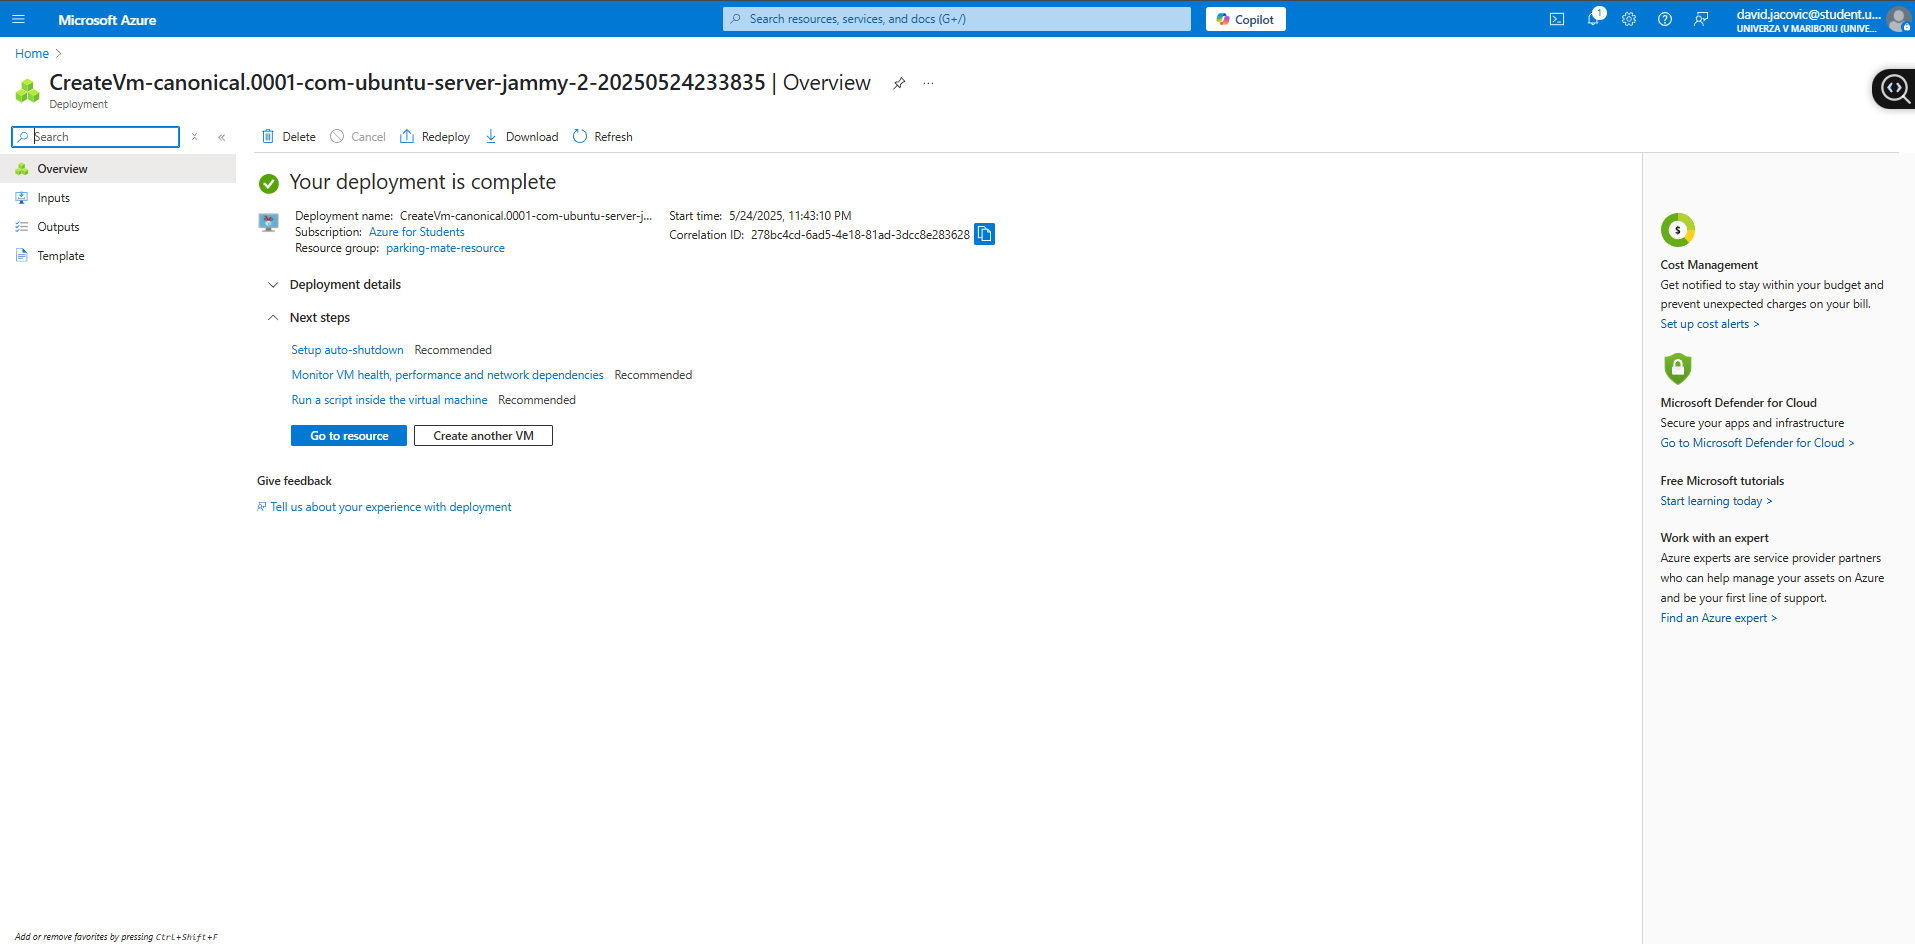 Microsoft Azure
Search resources, services, and docs (G+/)
Copilot
1
david.jacovic@student.u...
UNIVERZA V MARIBORU (UNIVE...
Home
CreateVm-canonical.0001-com-ubuntu-server-jammy-2-20250524233835 | Overview
...
Deployment
Search
Delete
Cancel
Redeploy
Download
Refresh
Overview
Inputs
Outputs
Template
Your deployment is complete
Deployment name: CreateVm-canonical.0001-com-ubuntu-server-j...
Subscription: Azure for Students
Resource group: parking-mate-resource
Start time: 5/24/2025, 11:43:10 PM
Correlation ID: 278bc4cd-6ad5-4e18-81ad-3dcc8e283628
Deployment details
Next steps
Setup auto-shutdown Recommended
Monitor VM health, performance and network dependencies Recommended
Run a script inside the virtual machine Recommended
Go to resource
Create another VM
Give feedback
Tell us about your experience with deployment
Cost Management
Get notified to stay within your budget and
prevent unexpected charges on your bill.
Set up cost alerts >
Microsoft Defender for Cloud
Secure your apps and infrastructure
Go to Microsoft Defender for Cloud >
Free Microsoft tutorials
Start learning today >
Work with an expert
Azure experts are service provider partners
who can help manage your assets on Azure
and be your first line of support.
Find an Azure expert >
Add or remove favorites by pressing Ctrl+Shift+F